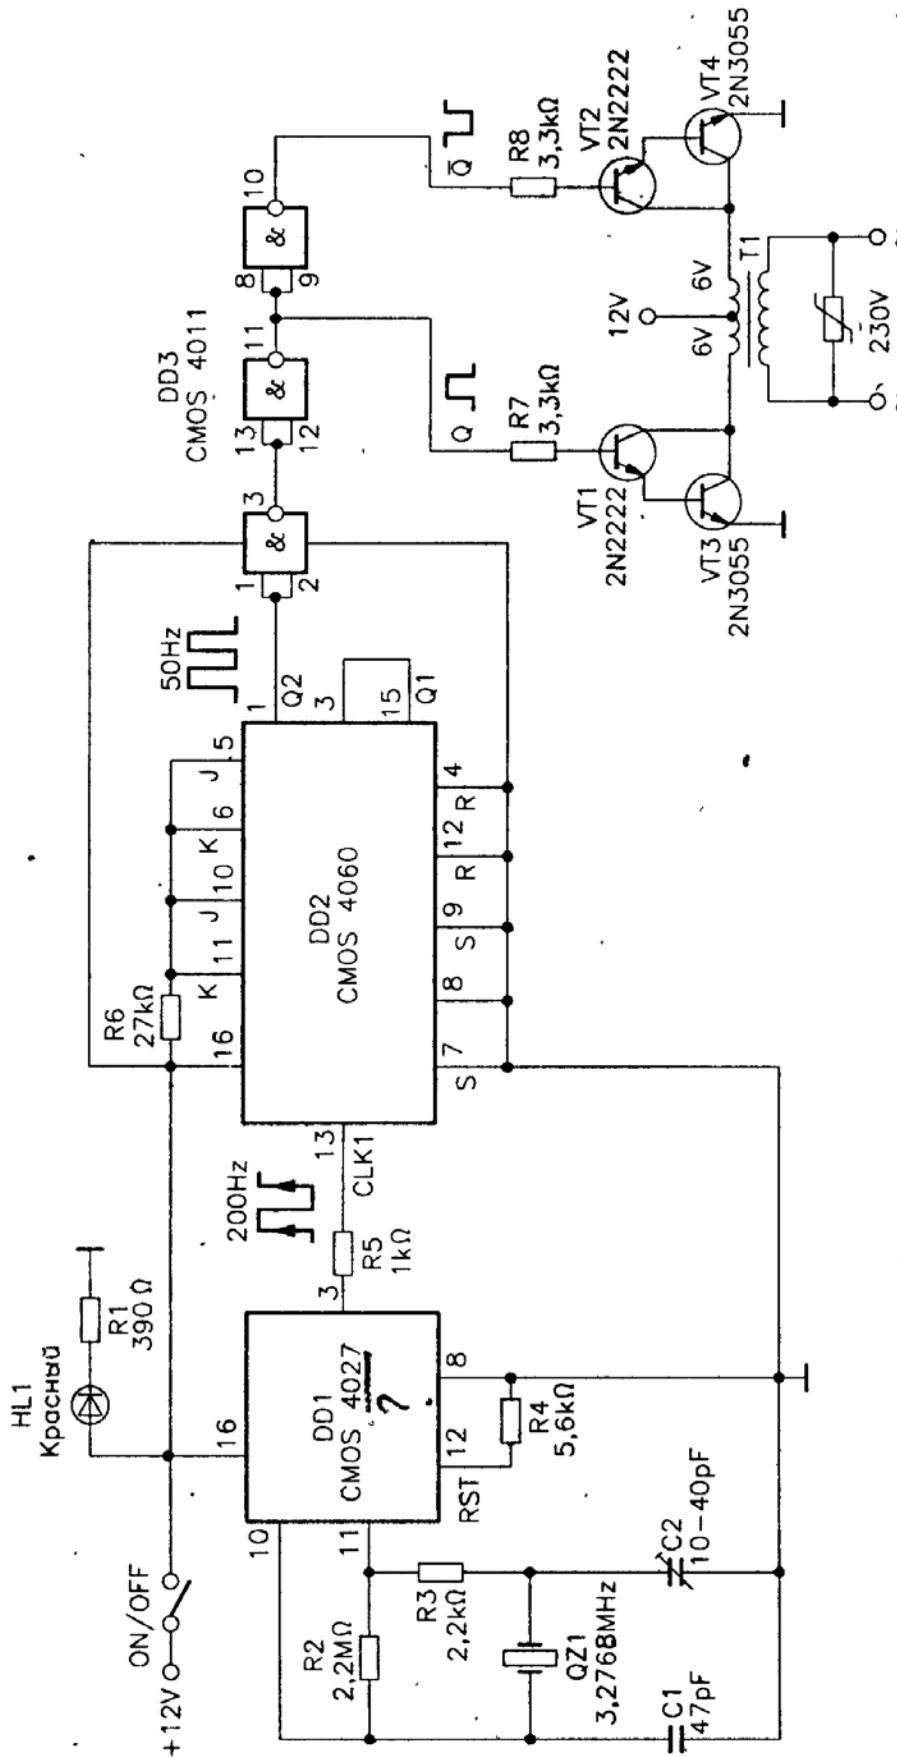 +12V
ON/OFF
HL1
Красный
R1
390Ω
R2
2,2MΩ
R3
2,2kΩ
QZ1
3,2768MHz
C1
47pF
C2
10-40pF
10
11
16
DD1
CMOS 4027
?
12
RST
8
3
R4
5,6kΩ
200Hz
R5
1kΩ
13
CLK1
R6
27kΩ
16
K 11
J 10
K 6
J 5
DD2
CMOS 4060
7
S
8
9
S
12
R
4
R
50Hz
1
Q2
3
15
Q1
1
2
&
3
DD3
CMOS 4011
13
12
&
11
8
9
&
10
Q
R7
3,3kΩ
Q̅
R8
3,3kΩ
VT1
2N2222
VT2
2N2222
VT3
2N3055
VT4
2N3055
12V
6V
6V
T1
230V